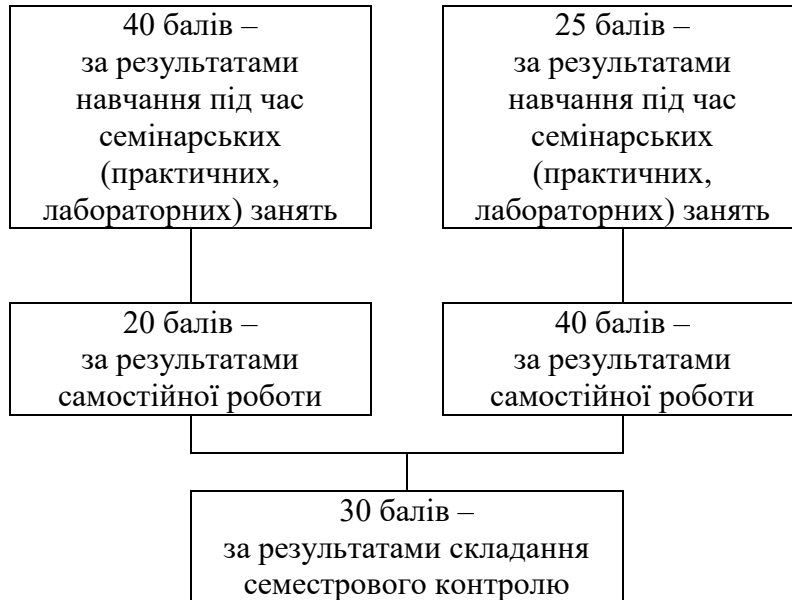 40 балів –
за результатами
навчання під час
семінарських
(практичних,
лабораторних) занять
25 балів –
за результатами
навчання під час
семінарських
(практичних,
лабораторних) занять
20 балів –
за результатами
самостійної роботи
40 балів –
за результатами
самостійної роботи
30 балів –
за результатами складання
семестрового контролю